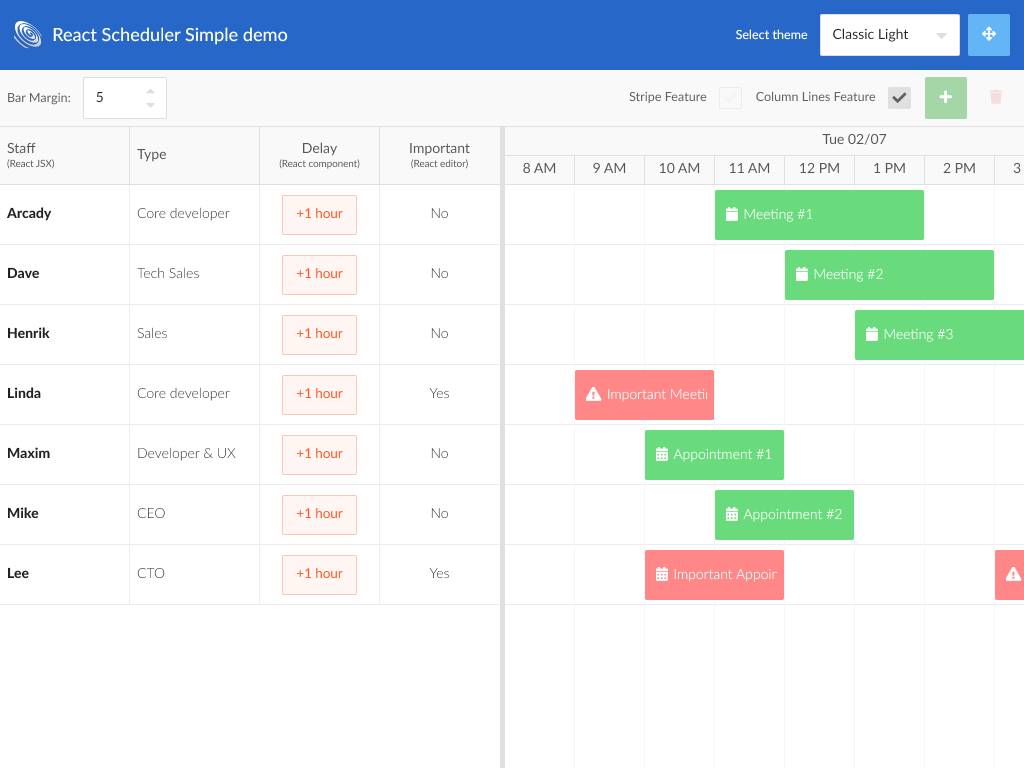 React Scheduler Simple demo
Select theme
Classic Light
Bar Margin:
5
Stripe Feature
Column Lines Feature
Staff
(React JSX)
Type
Delay
(React component)
Important
(React editor)
Tue 02/07
8 AM 9 AM 10 AM 11 AM 12 PM 1 PM 2 PM 3
Arcady Core developer +1 hour No Meeting #1
Dave Tech Sales +1 hour No Meeting #2
Henrik Sales +1 hour No Meeting #3
Linda Core developer +1 hour Yes Important Meeti
Maxim Developer & UX +1 hour No Appointment #1
Mike CEO +1 hour No Appointment #2
Lee CTO +1 hour Yes Important Appoin